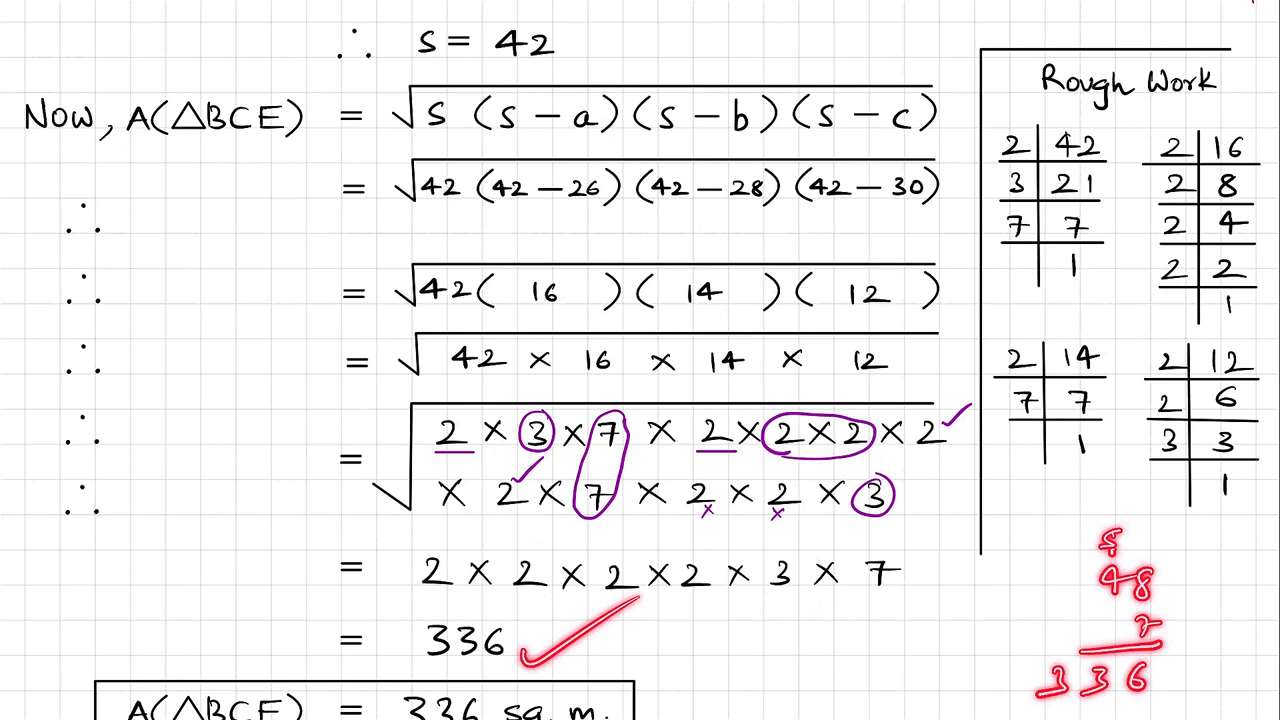 ∴ s = 42
Now, A(△BCE) = √s (s - a) (s - b) (s - c)
∴ = √42 (42 - 26) (42 - 28) (42 - 30)
∴ = √42 ( 16 ) ( 14 ) ( 12 )
∴ = √42 × 16 × 14 × 12
∴ = √2 × 3 × 7 × 2 × 2 × 2 × 2
× 2 × 7 × 2 × 2 × 3
∴
= 2 × 2 × 2 × 2 × 3 × 7
= 336
A(△BCE) = 336 sq. m.
Rough Work
2 | 42
3 | 21
7 | 7
| 1
2 | 16
2 | 8
2 | 4
2 | 2
| 1
2 | 14
7 | 7
| 1
2 | 12
2 | 6
3 | 3
| 1
5
48
7
336